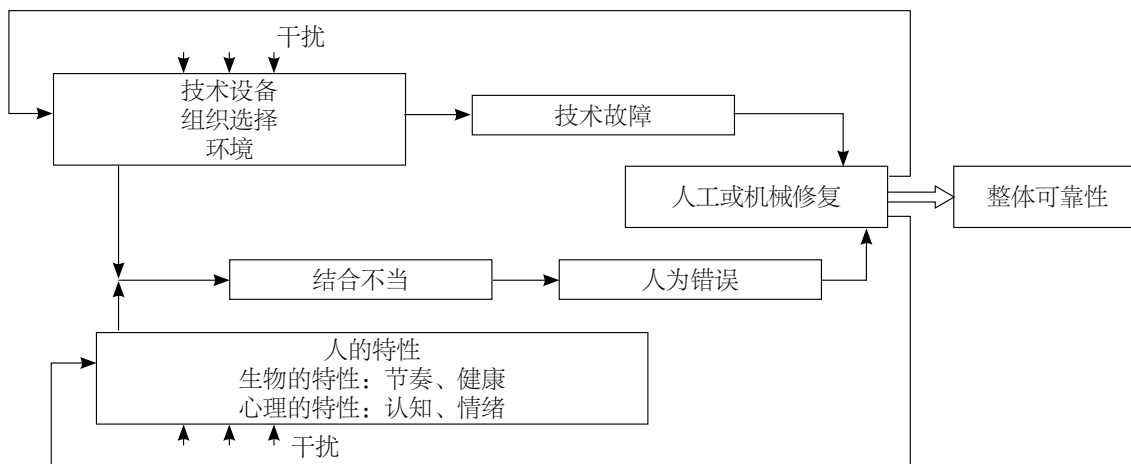 干扰
技术设备
组织选择
环境
技术故障
人工或机械修复
整体可靠性
结合不当
人为错误
人的特性
生物的特性：节奏、健康
心理的特性：认知、情绪
干扰